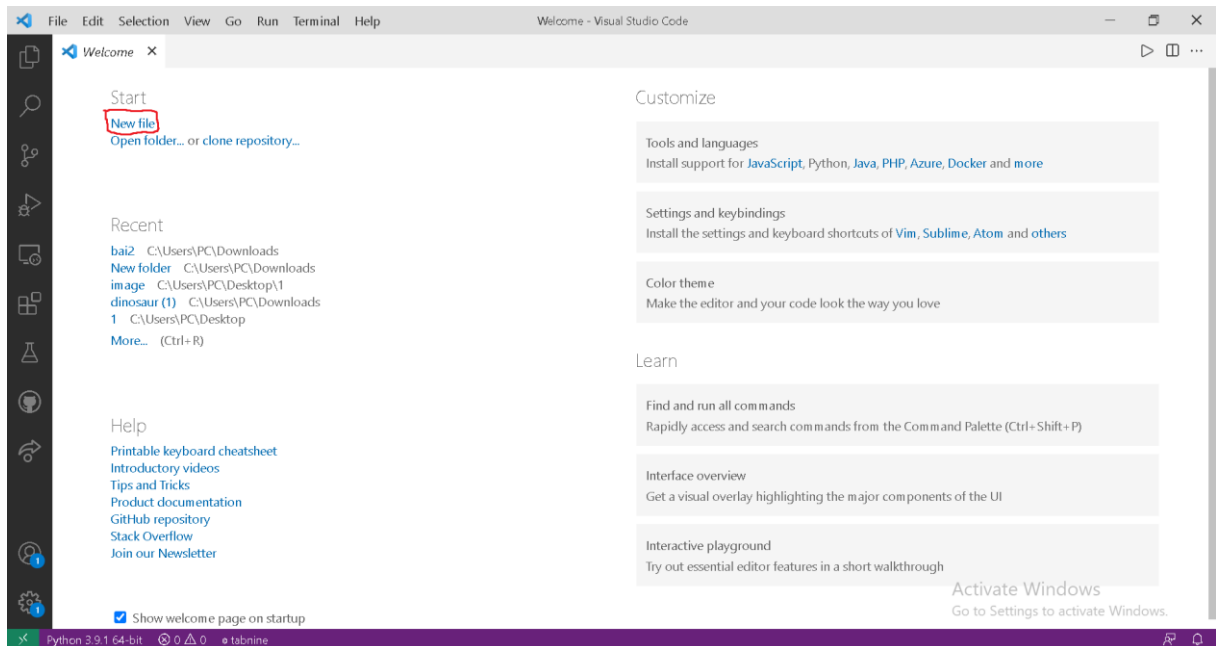 File Edit Selection View Go Run Terminal Help
Welcome - Visual Studio Code
Welcome
Start
New file
Open folder... or clone repository...
Recent
bai2 C:\Users\PC\Downloads
New folder C:\Users\PC\Downloads
image C:\Users\PC\Desktop\1
dinosaur (1) C:\Users\PC\Downloads
1 C:\Users\PC\Desktop
More... (Ctrl+R)
Help
Printable keyboard cheatsheet
Introductory videos
Tips and Tricks
Product documentation
GitHub repository
Stack Overflow
Join our Newsletter
Show welcome page on startup
Customize
Tools and languages
Install support for JavaScript, Python, Java, PHP, Azure, Docker and more
Settings and keybindings
Install the settings and keyboard shortcuts of Vim, Sublime, Atom and others
Color theme
Make the editor and your code look the way you love
Learn
Find and run all commands
Rapidly access and search commands from the Command Palette (Ctrl+Shift+P)
Interface overview
Get a visual overlay highlighting the major components of the UI
Interactive playground
Try out essential editor features in a short walkthrough
Activate Windows
Go to Settings to activate Windows.
1
1
Python 3.9.1 64-bit 0 0 tabnine